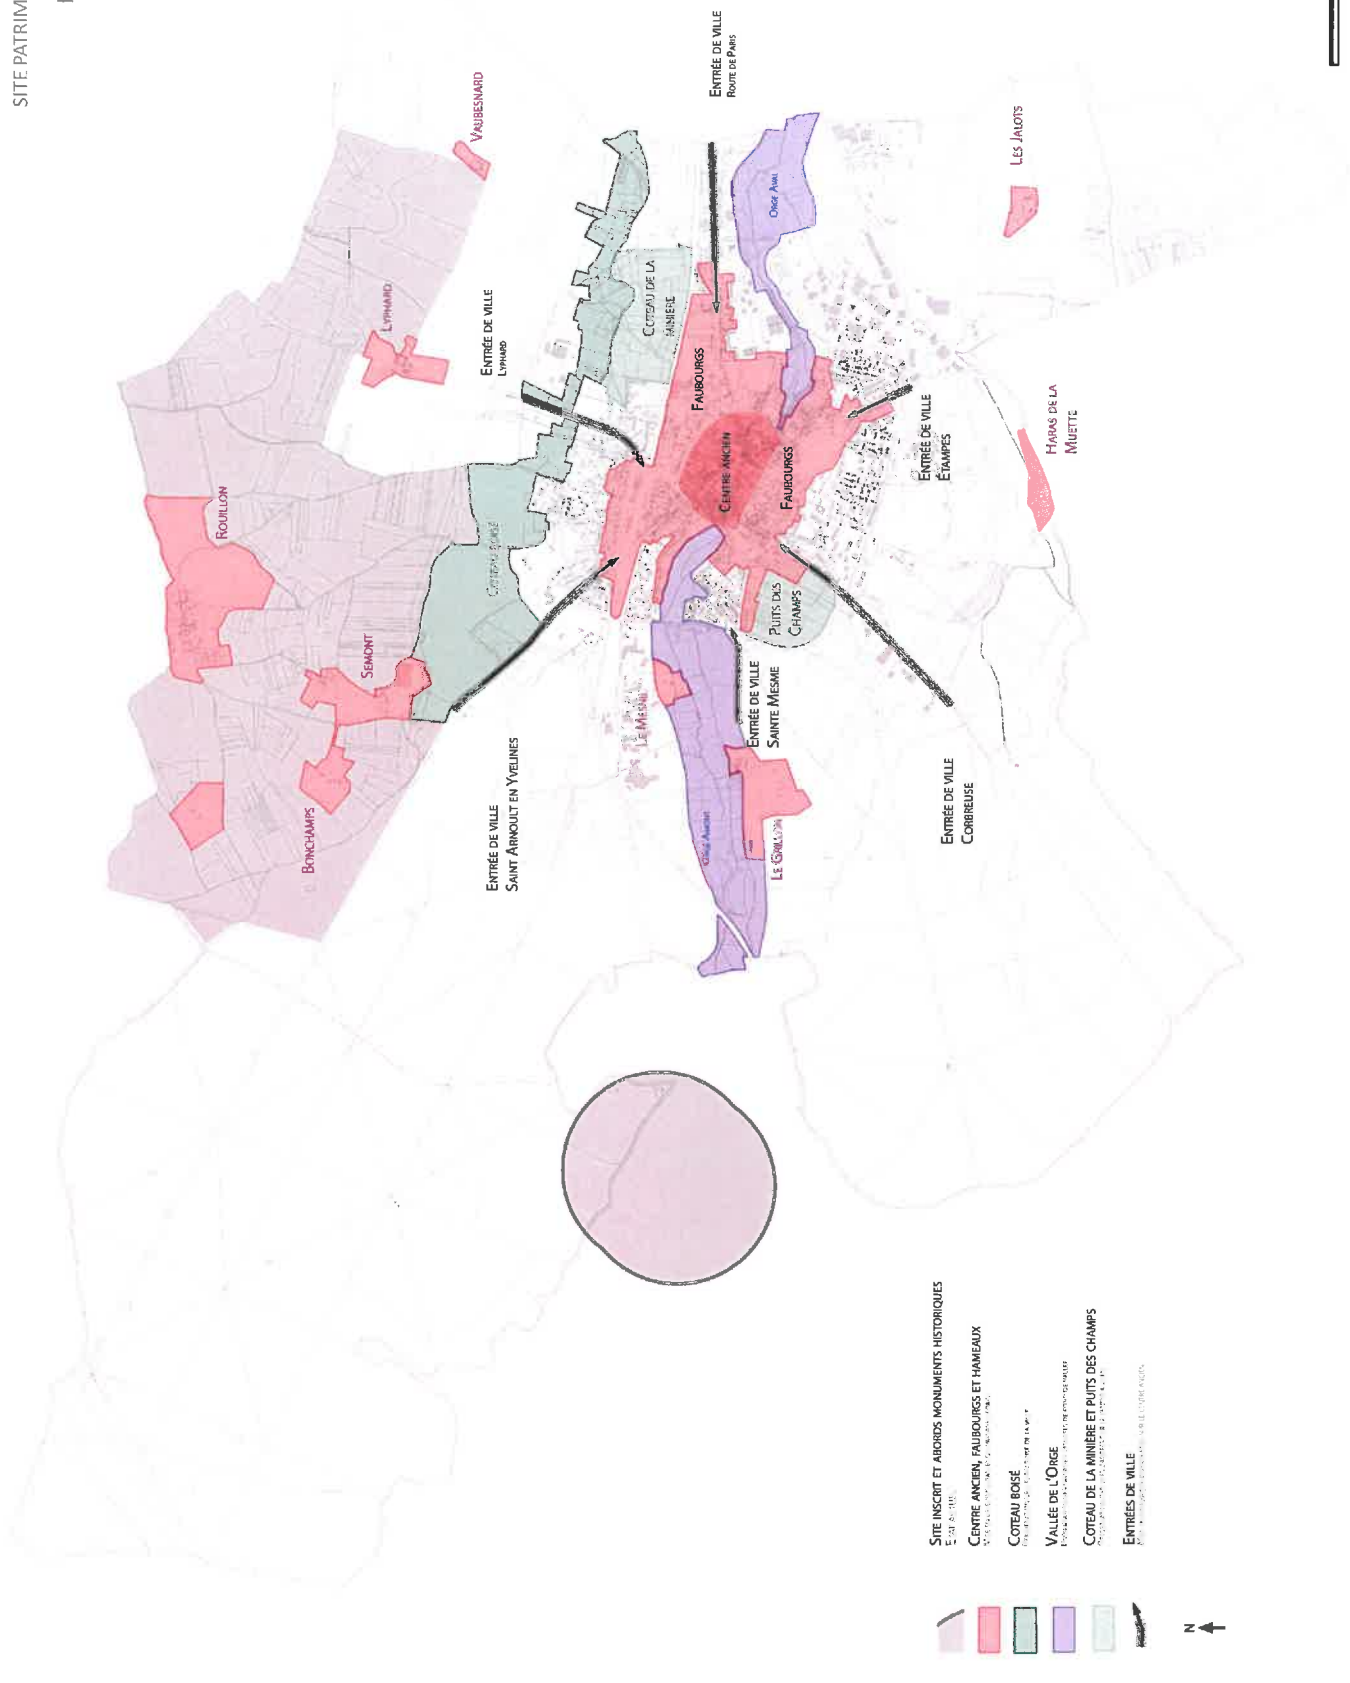 SITE PATRIM
VAUBESNARD
ENTRÉE DE VILLE
ROUTE DE PARIS
LES JALOTS
ORGE AVAL
LYPHARD
COTEAU DE LA
MINIÈRE
ENTRÉE DE VILLE
LYPHARD
FAUBOURGS
HARAS DE LA
MUETTE
ENTRÉE DE VILLE
ÉTAMPES
CENTRE ANCIEN
FAUBOURGS
ROUILLON
COTEAU BOISÉ
PUITS DES
CHAMPS
SEMONT
LE MESNIL
ENTRÉE DE VILLE
SAINTE MESME
BONCHAMPS
ENTRÉE DE VILLE
SAINT ARNOULT EN YVELINES
ORGE AMONT
LE GRILLON
ENTRÉE DE VILLE
CORBREUSE
SITE INSCRIT ET ABORDS MONUMENTS HISTORIQUES
CENTRE ANCIEN, FAUBOURGS ET HAMEAUX
COTEAU BOISÉ
VALLÉE DE L'ORGE
COTEAU DE LA MINIÈRE ET PUITS DES CHAMPS
ENTRÉES DE VILLE
N